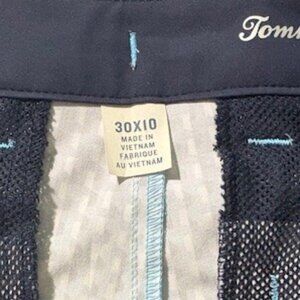 Tomm
30X10
MADE IN
VIETNAM
FABRIQUE
AU VIETNAM